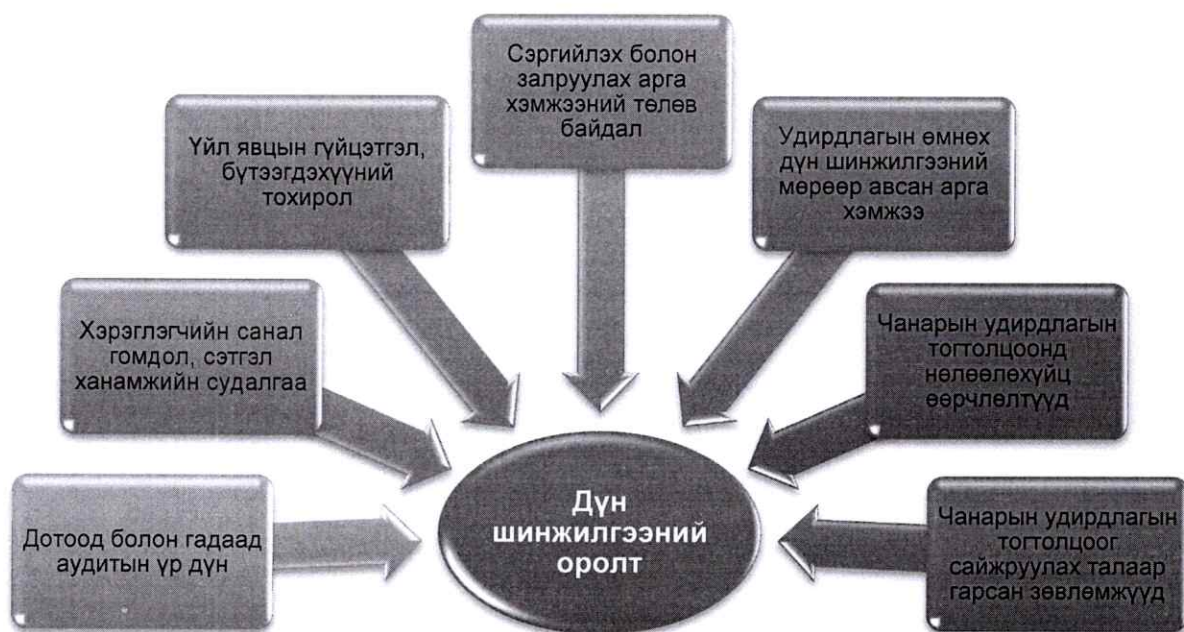 Сэргийлэх болон
залруулах арга
хэмжээний төлөв
байдал
Үйл явцын гүйцэтгэл,
бүтээгдэхүүний
тохирол
Удирдлагын өмнөх
дүн шинжилгээний
мөрөөр авсан арга
хэмжээ
Хэрэглэгчийн санал
гомдол, сэтгэл
ханамжийн судалгаа
Чанарын удирдлагын
тогтолцоонд
нөлөөлөхүйц
өөрчлөлтүүд
Дотоод болон гадаад
аудитын үр дүн
Дүн
шинжилгээний
оролт
Чанарын удирдлагын
тогтолцоог
сайжруулах талаар
гарсан зөвлөмжүүд